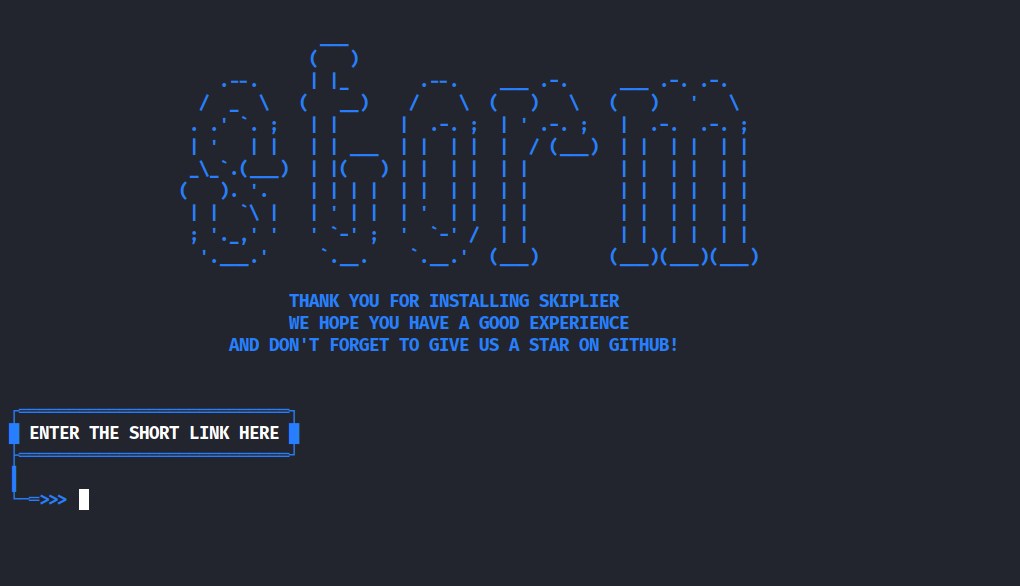 storm
THANK YOU FOR INSTALLING SKIPLIER
WE HOPE YOU HAVE A GOOD EXPERIENCE
AND DON'T FORGET TO GIVE US A STAR ON GITHUB!
ENTER THE SHORT LINK HERE
>>>